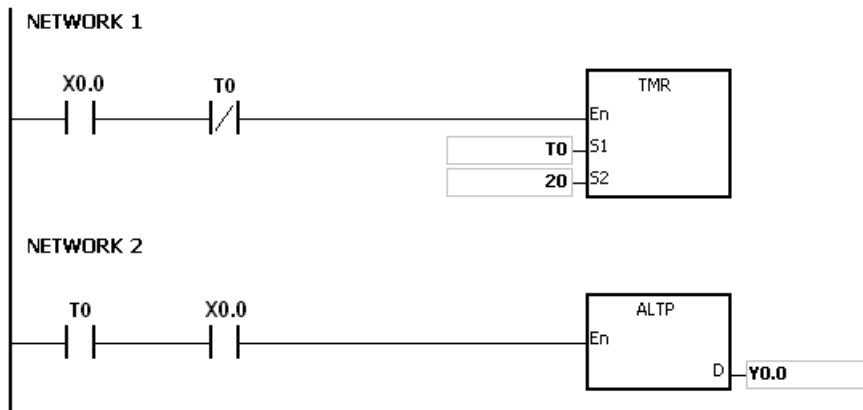 NETWORK 1
X0.0 T0 TMR
En
T0 S1
20 S2
NETWORK 2
T0 X0.0 ALTP
En
D Y0.0